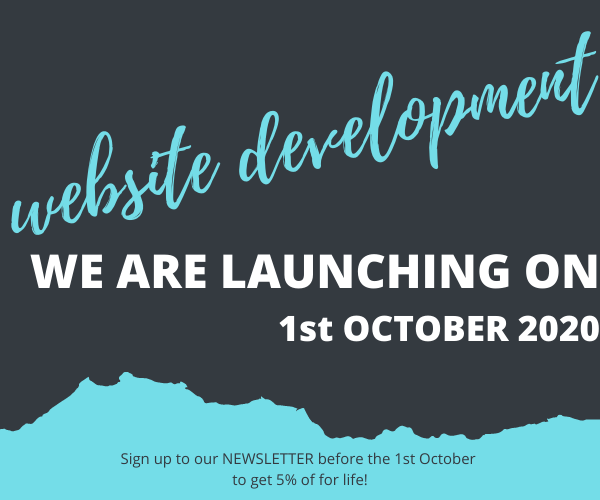 website development
WE ARE LAUNCHING ON
1st OCTOBER 2020
Sign up to our NEWSLETTER before the 1st October
to get 5% of for life!